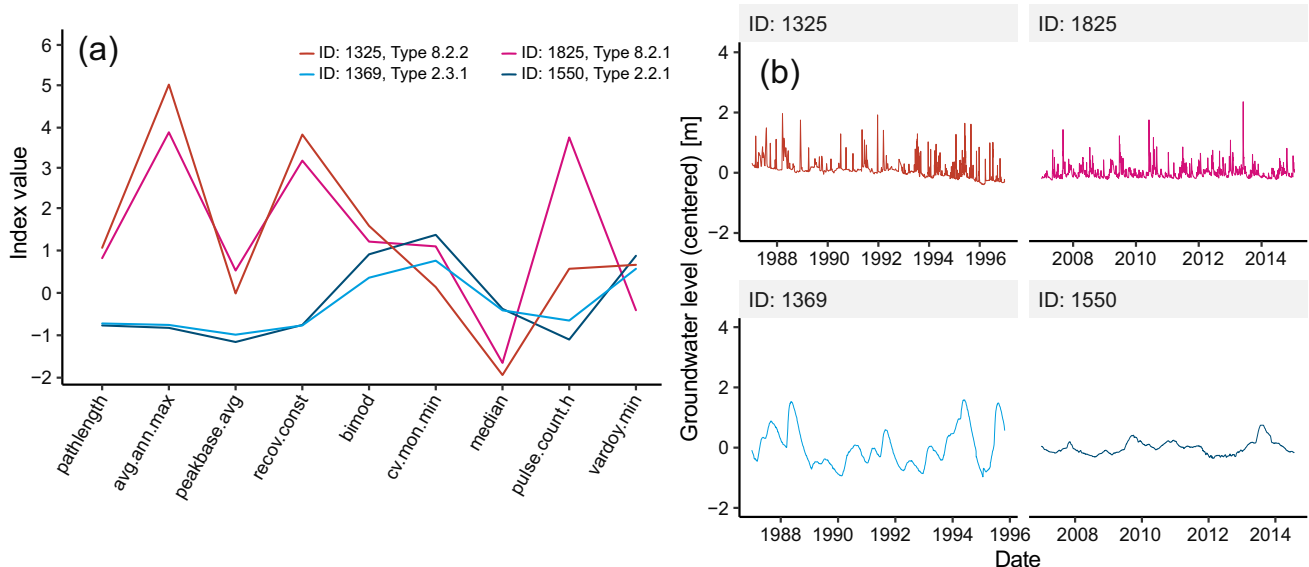 (a)
ID: 1325, Type 8.2.2
ID: 1825, Type 8.2.1
ID: 1369, Type 2.3.1
ID: 1550, Type 2.2.1
Index value
6
5
4
3
2
1
0
−1
−2
pathlength
avg.ann.max
peakbase.avg
recov.const
bimod
cv.mon.min
median
pulse.count.h
vardoy.min
(b)
Groundwater level (centered) [m]
ID: 1325
ID: 1825
4
2
0
−2
1988 1990 1992 1994 1996
2008 2010 2012 2014
ID: 1369
ID: 1550
4
2
0
−2
1988 1990 1992 1994 1996
2008 2010 2012 2014
Date